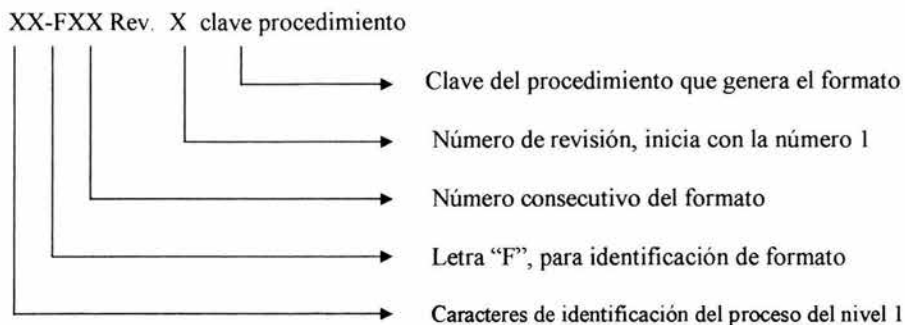 XX-FXX Rev. X clave procedimiento
Clave del procedimiento que genera el formato
Número de revisión, inicia con la número 1
Número consecutivo del formato
Letra “F”, para identificación de formato
Caracteres de identificación del proceso del nivel 1